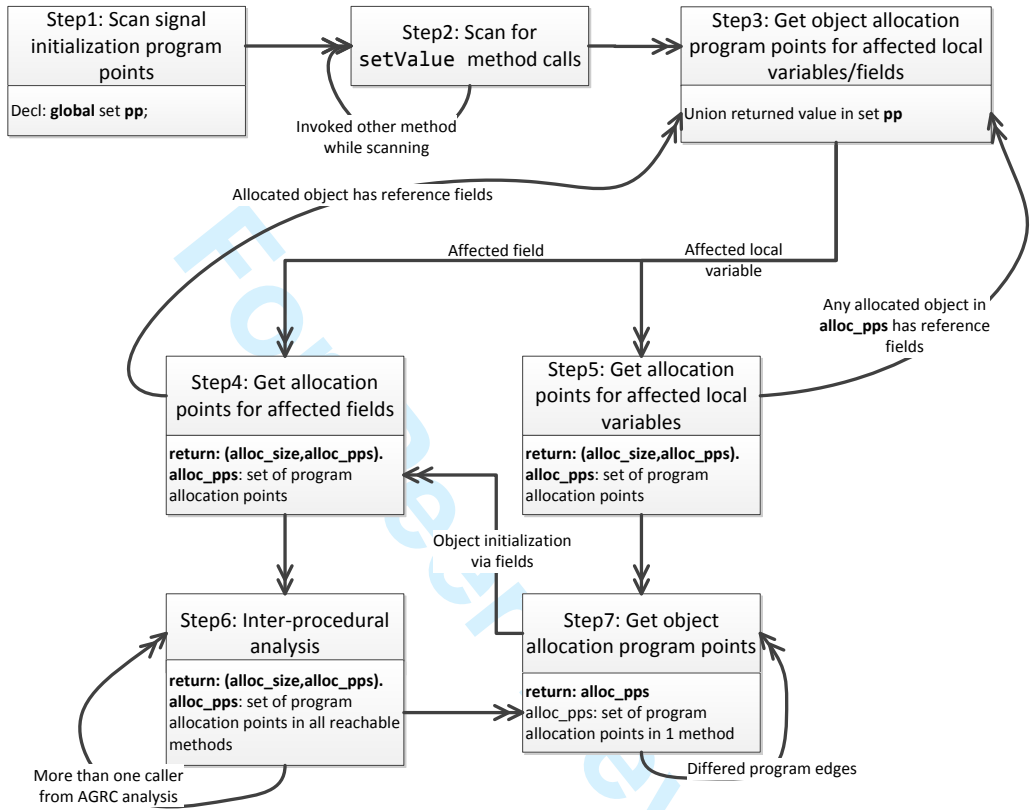 Step1: Scan signal
initialization program
points
Decl: global set pp;
Step2: Scan for
setValue method calls
Step3: Get object allocation
program points for affected local
variables/fields
Union returned value in set pp
Invoked other method
while scanning
Allocated object has reference fields
Affected field
Affected local
variable
Any allocated object in
alloc_pps has reference
fields
Step4: Get allocation
points for affected fields
return: (alloc_size,alloc_pps).
alloc_pps: set of program
allocation points
Step5: Get allocation
points for affected local
variables
return: (alloc_size,alloc_pps).
alloc_pps: set of program
allocation points
Object initialization
via fields
Step6: Inter-procedural
analysis
return: (alloc_size,alloc_pps).
alloc_pps: set of program
allocation points in all reachable
methods
Step7: Get object
allocation program points
return: alloc_pps
alloc_pps: set of program
allocation points in 1 method
More than one caller
from AGRC analysis
Differed program edges